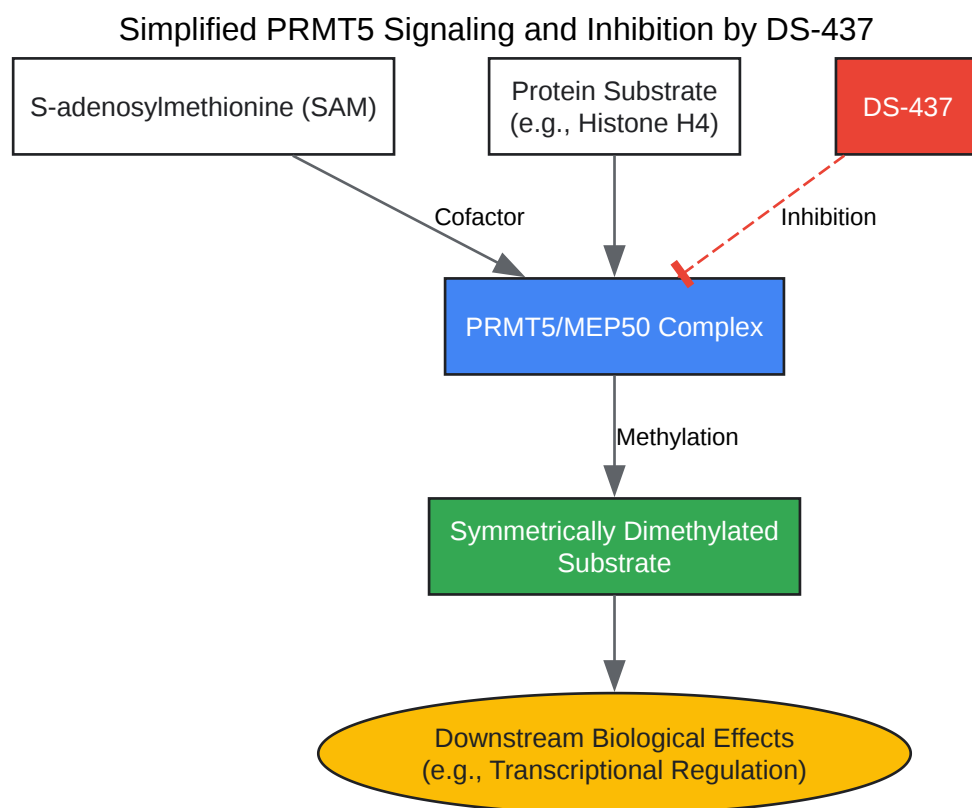 Simplified PRMT5 Signaling and Inhibition by DS-437
S-adenosylmethionine (SAM)
Protein Substrate
(e.g., Histone H4)
DS-437
Cofactor
Inhibition
PRMT5/MEP50 Complex
Methylation
Symmetrically Dimethylated
Substrate
Downstream Biological Effects
(e.g., Transcriptional Regulation)